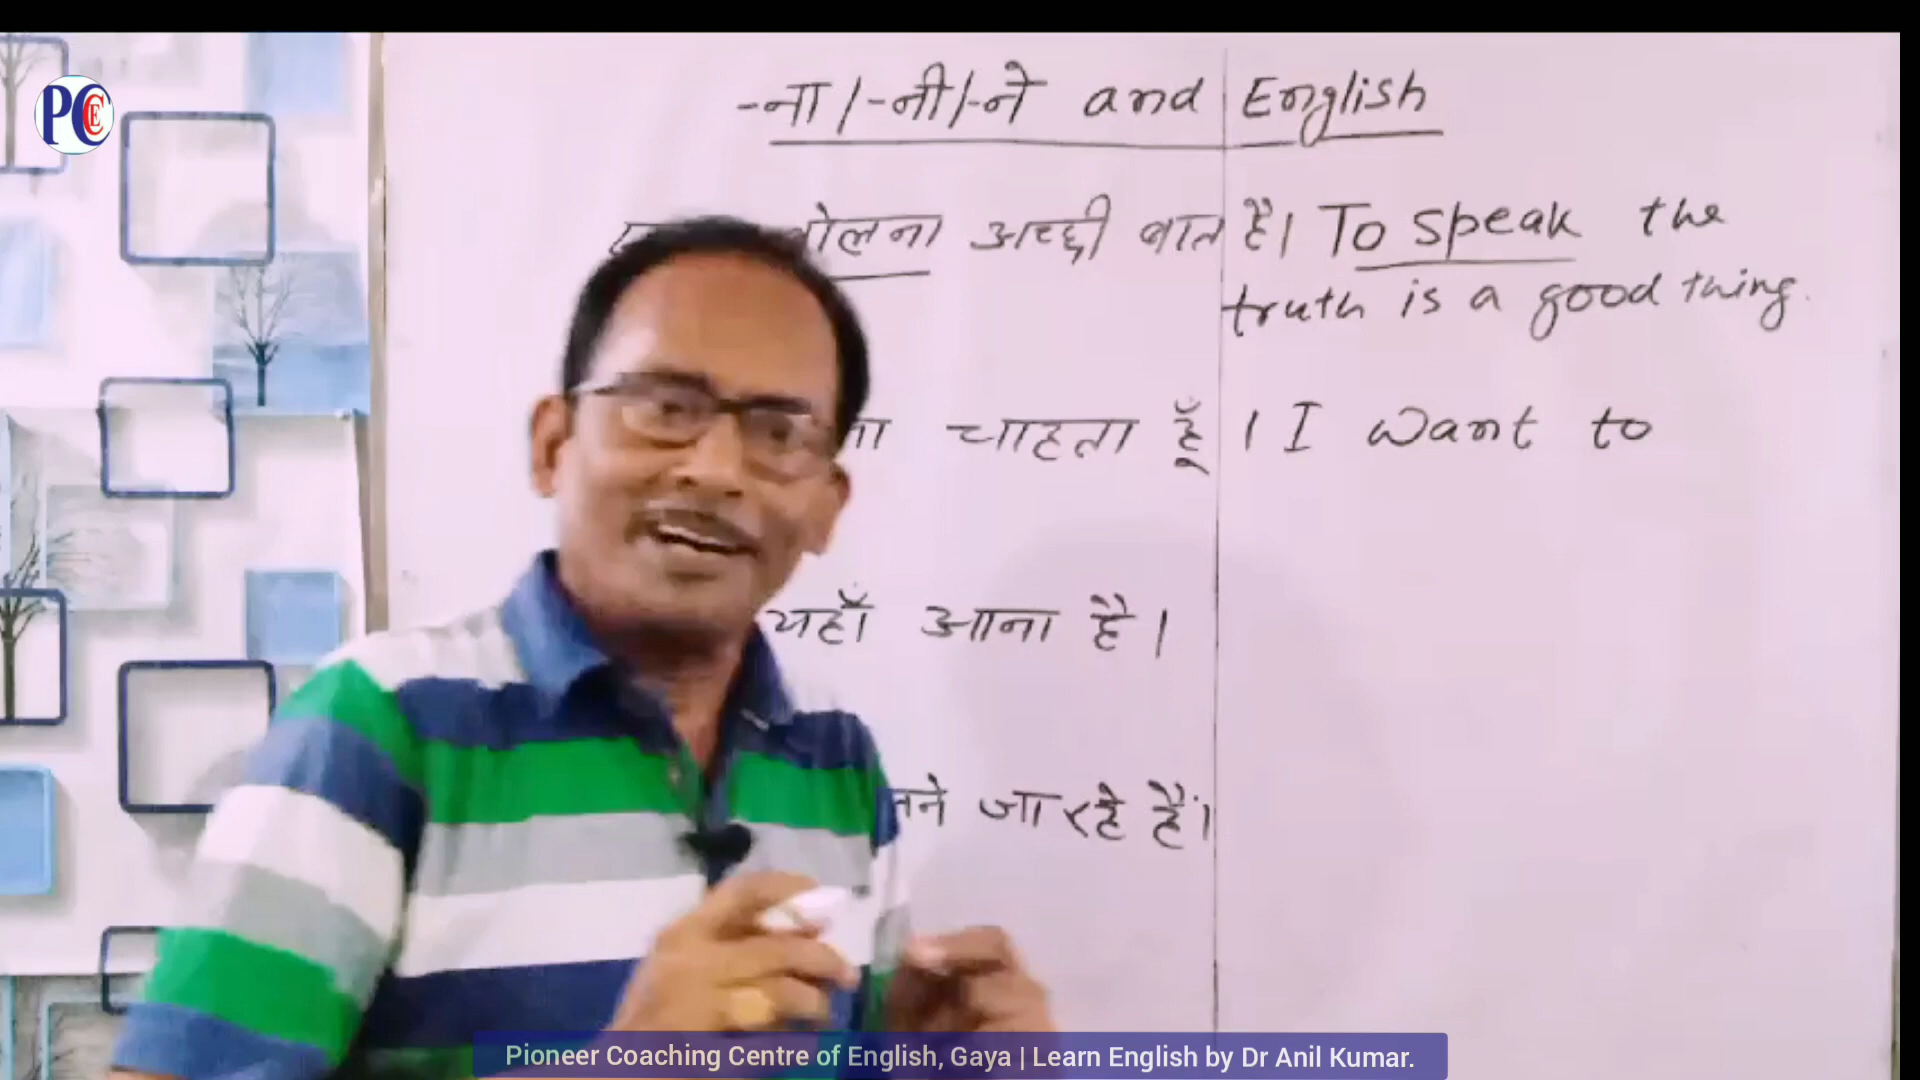 PCCE
-ना/-नी/-ने and English
बोलना अच्छी बात है। To speak the
truth is a good thing.
चाहता हूँ। I want to
यहाँ आना है।
जा रहे हैं।
Pioneer Coaching Centre of English, Gaya | Learn English by Dr Anil Kumar.